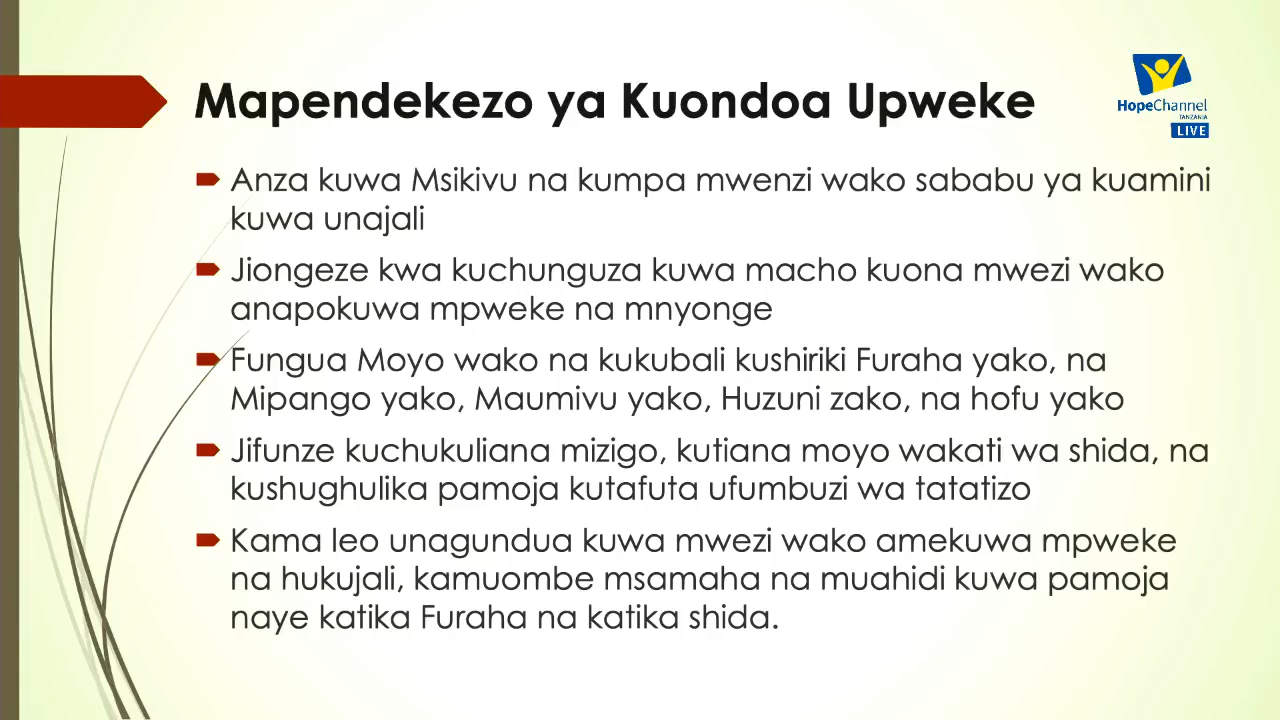 Mapendekezo ya Kuondoa Upweke
HopeChannel
TANZANIA
LIVE
Anza kuwa Msikivu na kumpa mwenzi wako sababu ya kuamini
kuwa unajali
Jiongeze kwa kuchunguza kuwa macho kuona mwezi wako
anapokuwa mpweke na mnyonge
Fungua Moyo wako na kukubali kushiriki Furaha yako, na
Mipango yako, Maumivu yako, Huzuni zako, na hofu yako
Jifunze kuchukuliana mizigo, kutiana moyo wakati wa shida, na
kushughulika pamoja kutafuta ufumbuzi wa tatatizo
Kama leo unagundua kuwa mwezi wako amekuwa mpweke
na hukujali, kamuombe msamaha na muahidi kuwa pamoja
naye katika Furaha na katika shida.